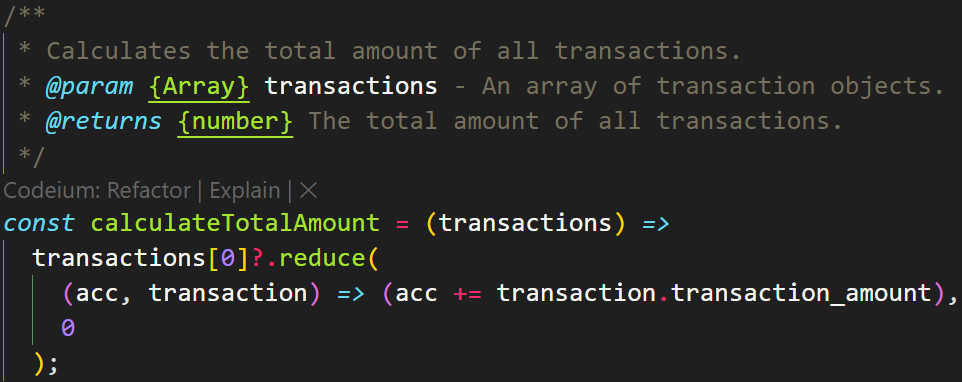 /**
 * Calculates the total amount of all transactions.
 * @param {Array} transactions - An array of transaction objects.
 * @returns {number} The total amount of all transactions.
 */
Codeium: Refactor | Explain | ×
const calculateTotalAmount = (transactions) =>
  transactions[0]?.reduce(
    (acc, transaction) => (acc += transaction.transaction_amount),
    0
  );